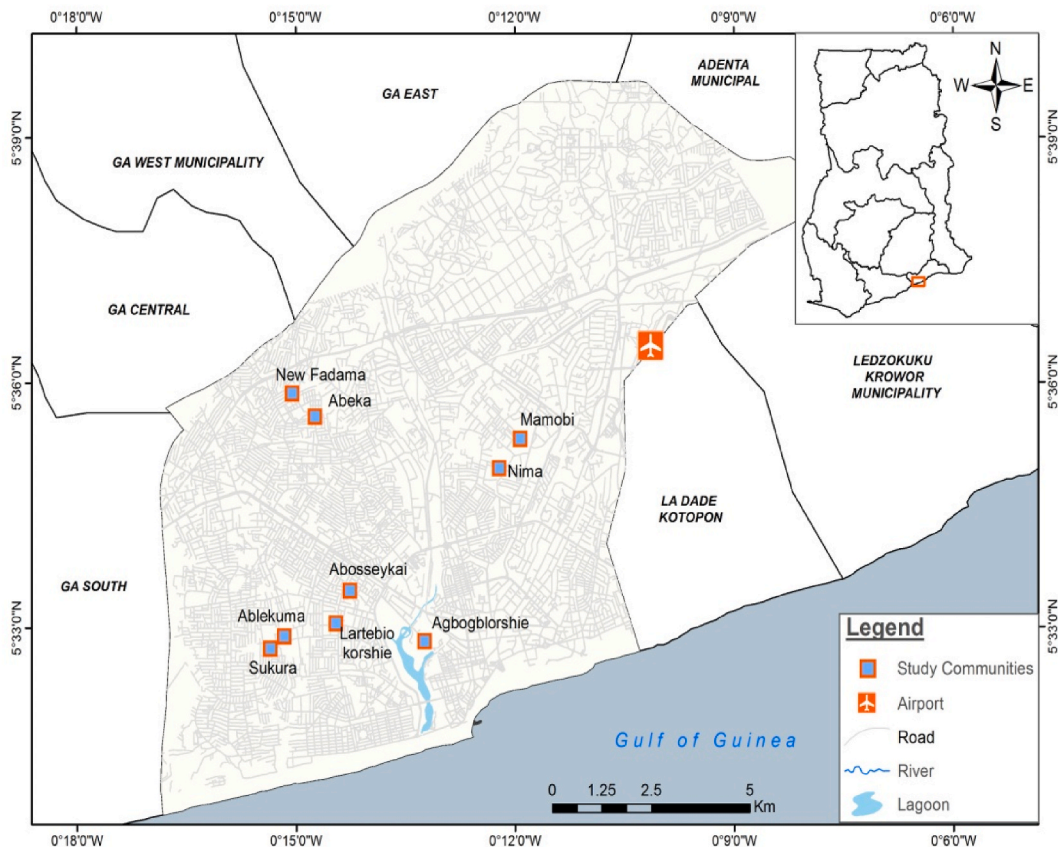 0°18'0"W
0°15'0"W
0°12'0"W
0°9'0"W
0°6'0"W
5°39'0"N
5°36'0"N
5°33'0"N
GA EAST
ADENTA
MUNICIPAL
GA WEST MUNICIPALITY
GA CENTRAL
GA SOUTH
LEDZOKUKU
KROWOR
MUNICIPALITY
LA DADE
KOTOPON
N
W
E
S
New Fadama
Abeka
Mamobi
Nima
Abosseykai
Ablekuma
Sukura
Lartebio
korshie
Agbogblorshie
Gulf of Guinea
0 1.25 2.5 5
Km
Legend
Study Communities
Airport
Road
River
Lagoon
5°39'0"N
5°36'0"N
5°33'0"N
0°18'0"W
0°15'0"W
0°12'0"W
0°9'0"W
0°6'0"W